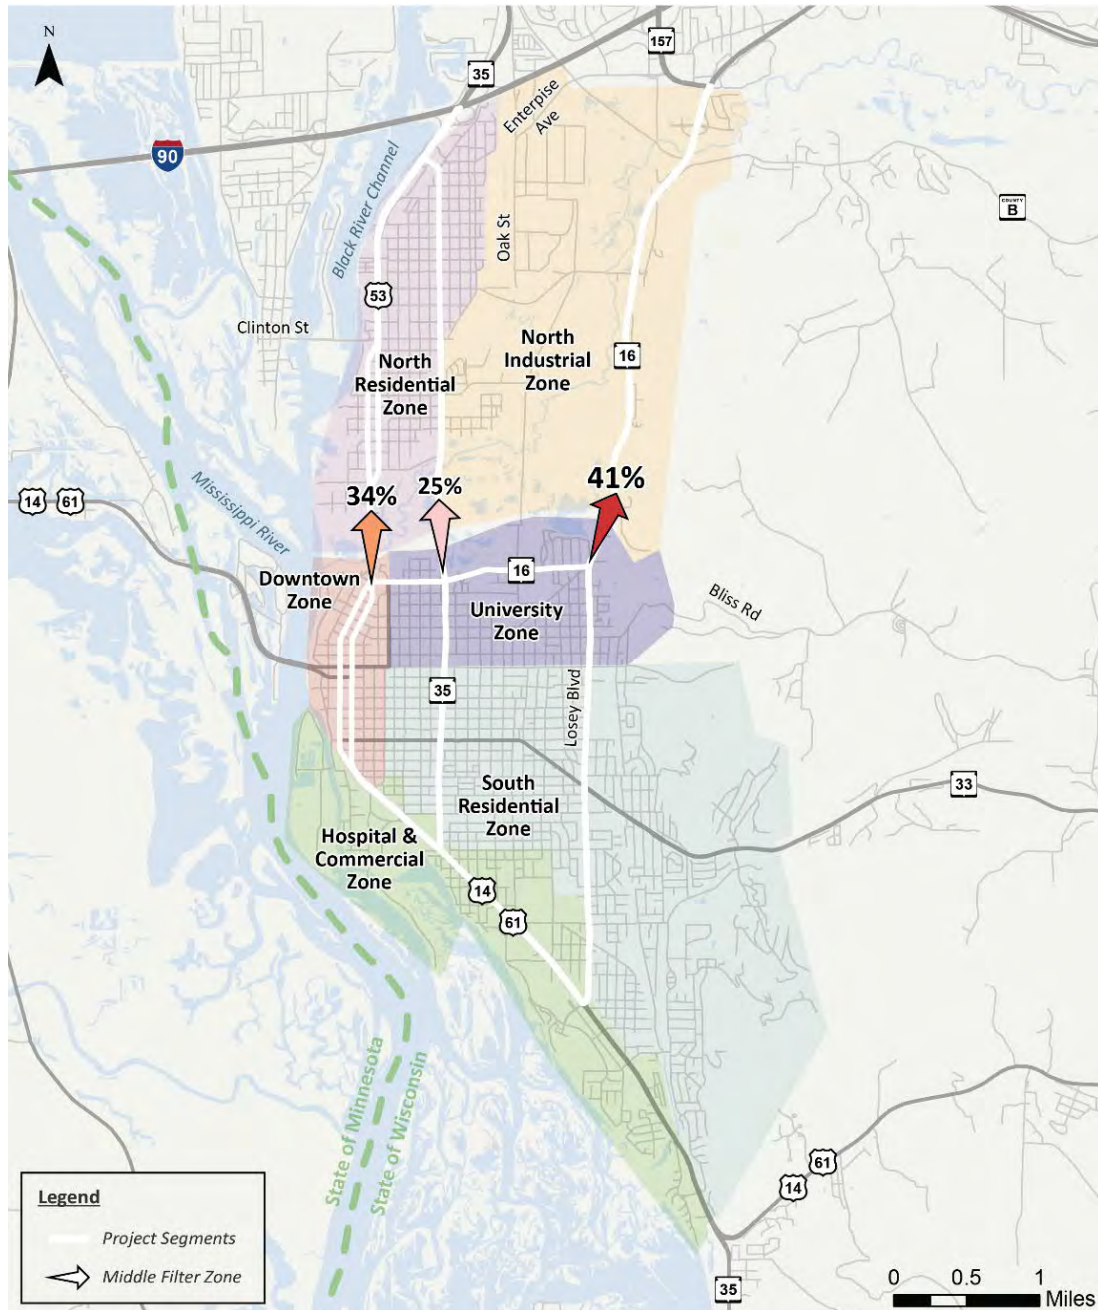 N
35
157
Enterpise
Ave
90
Black River Channel
COUNTY
B
Oak St
53
Clinton St
North
Residential
Zone
North
Industrial
Zone
16
34%
25%
41%
14
61
Mississippi River
Downtown
Zone
16
University
Zone
Bliss Rd
35
Losey Blvd
South
Residential
Zone
33
Hospital &
Commercial
Zone
14
61
State of Minnesota
State of Wisconsin
61
14
35
Legend
Project Segments
Middle Filter Zone
0 0.5 1
Miles